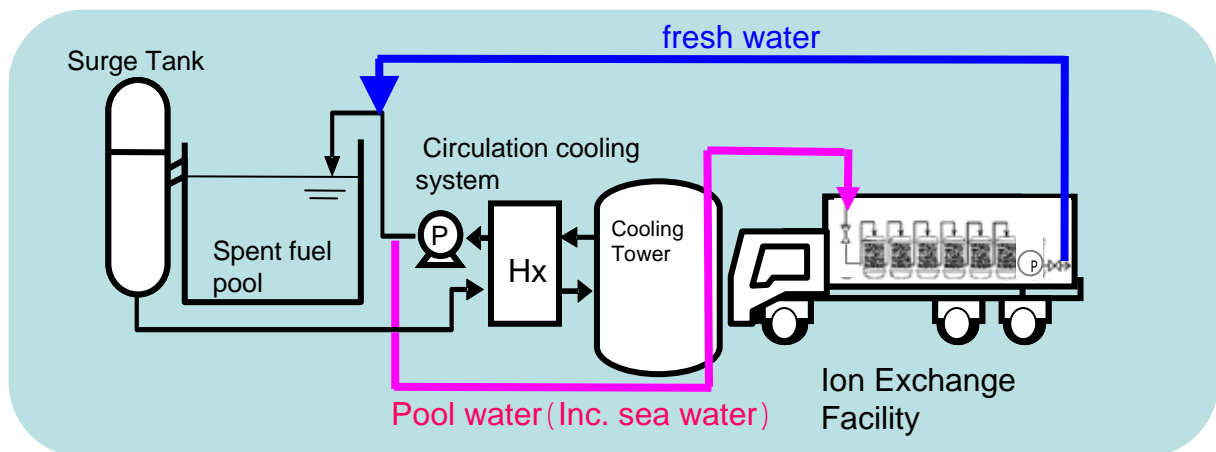 fresh water
Surge Tank
Circulation cooling
system
Cooling
Tower
P
Hx
Spent fuel
pool
P
Ion Exchange
Facility
Pool water(Inc. sea water)